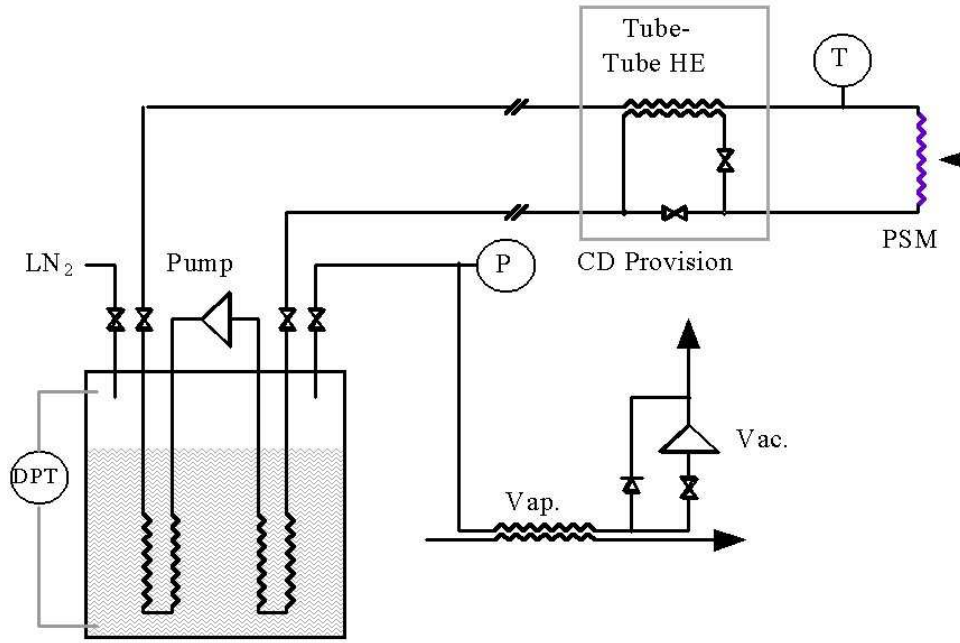 Tube-
Tube HE
T
LN₂
Pump
P
CD Provision
PSM
DPT
Vac.
Vap.